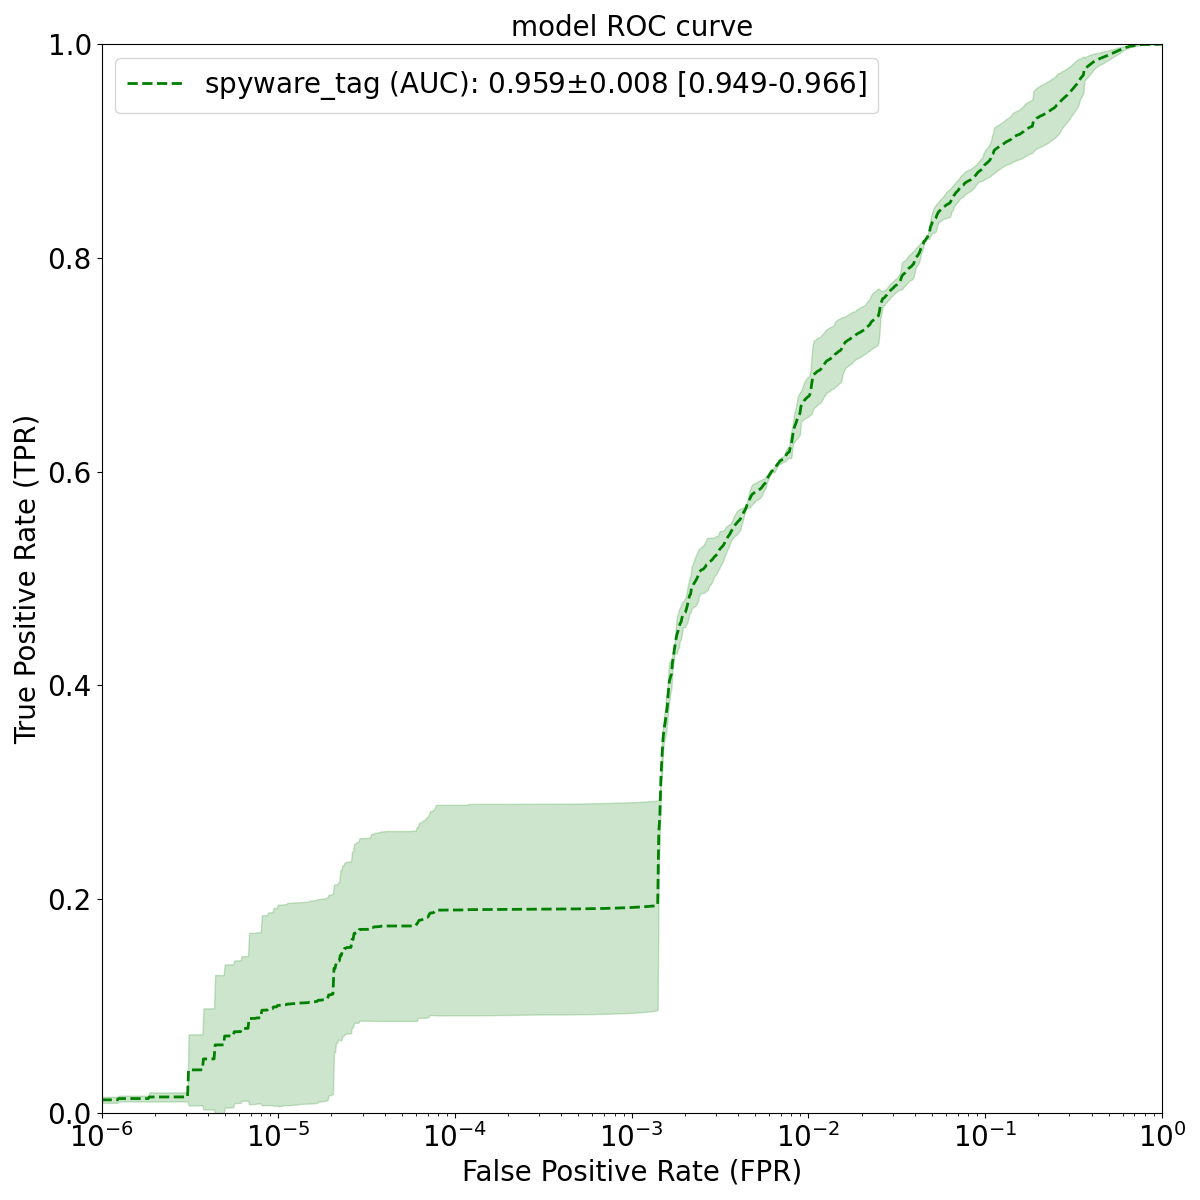 model ROC curve
spyware_tag (AUC): 0.959±0.008 [0.949-0.966]
True Positive Rate (TPR)
1.0
0.8
0.6
0.4
0.2
0.0
10⁻⁶ 10⁻⁵ 10⁻⁴ 10⁻³ 10⁻² 10⁻¹ 10⁰
False Positive Rate (FPR)